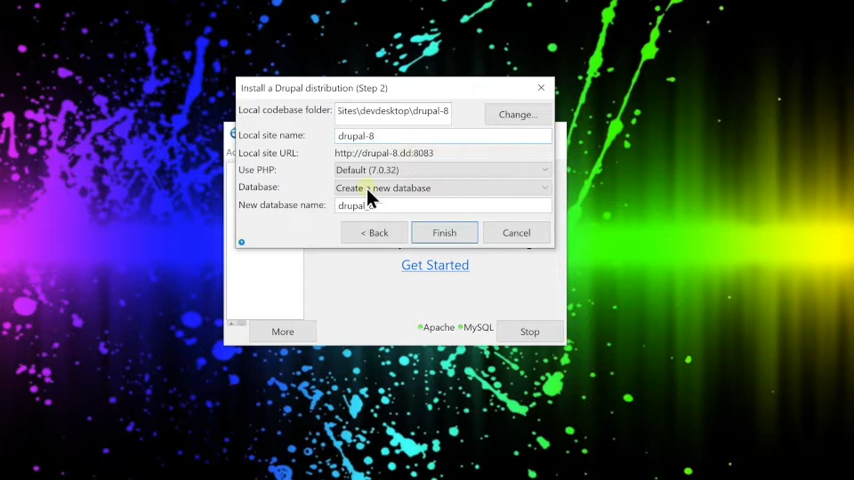 Install a Drupal distribution (Step 2)
Local codebase folder: Sites\devdesktop\drupal-8 Change...
Local site name: drupal-8
Local site URL: http://drupal-8.dd:8083
Use PHP: Default (7.0.32)
Database: Create a new database
New database name:
< Back Finish Cancel
Get Started
More Apache MySQL Stop